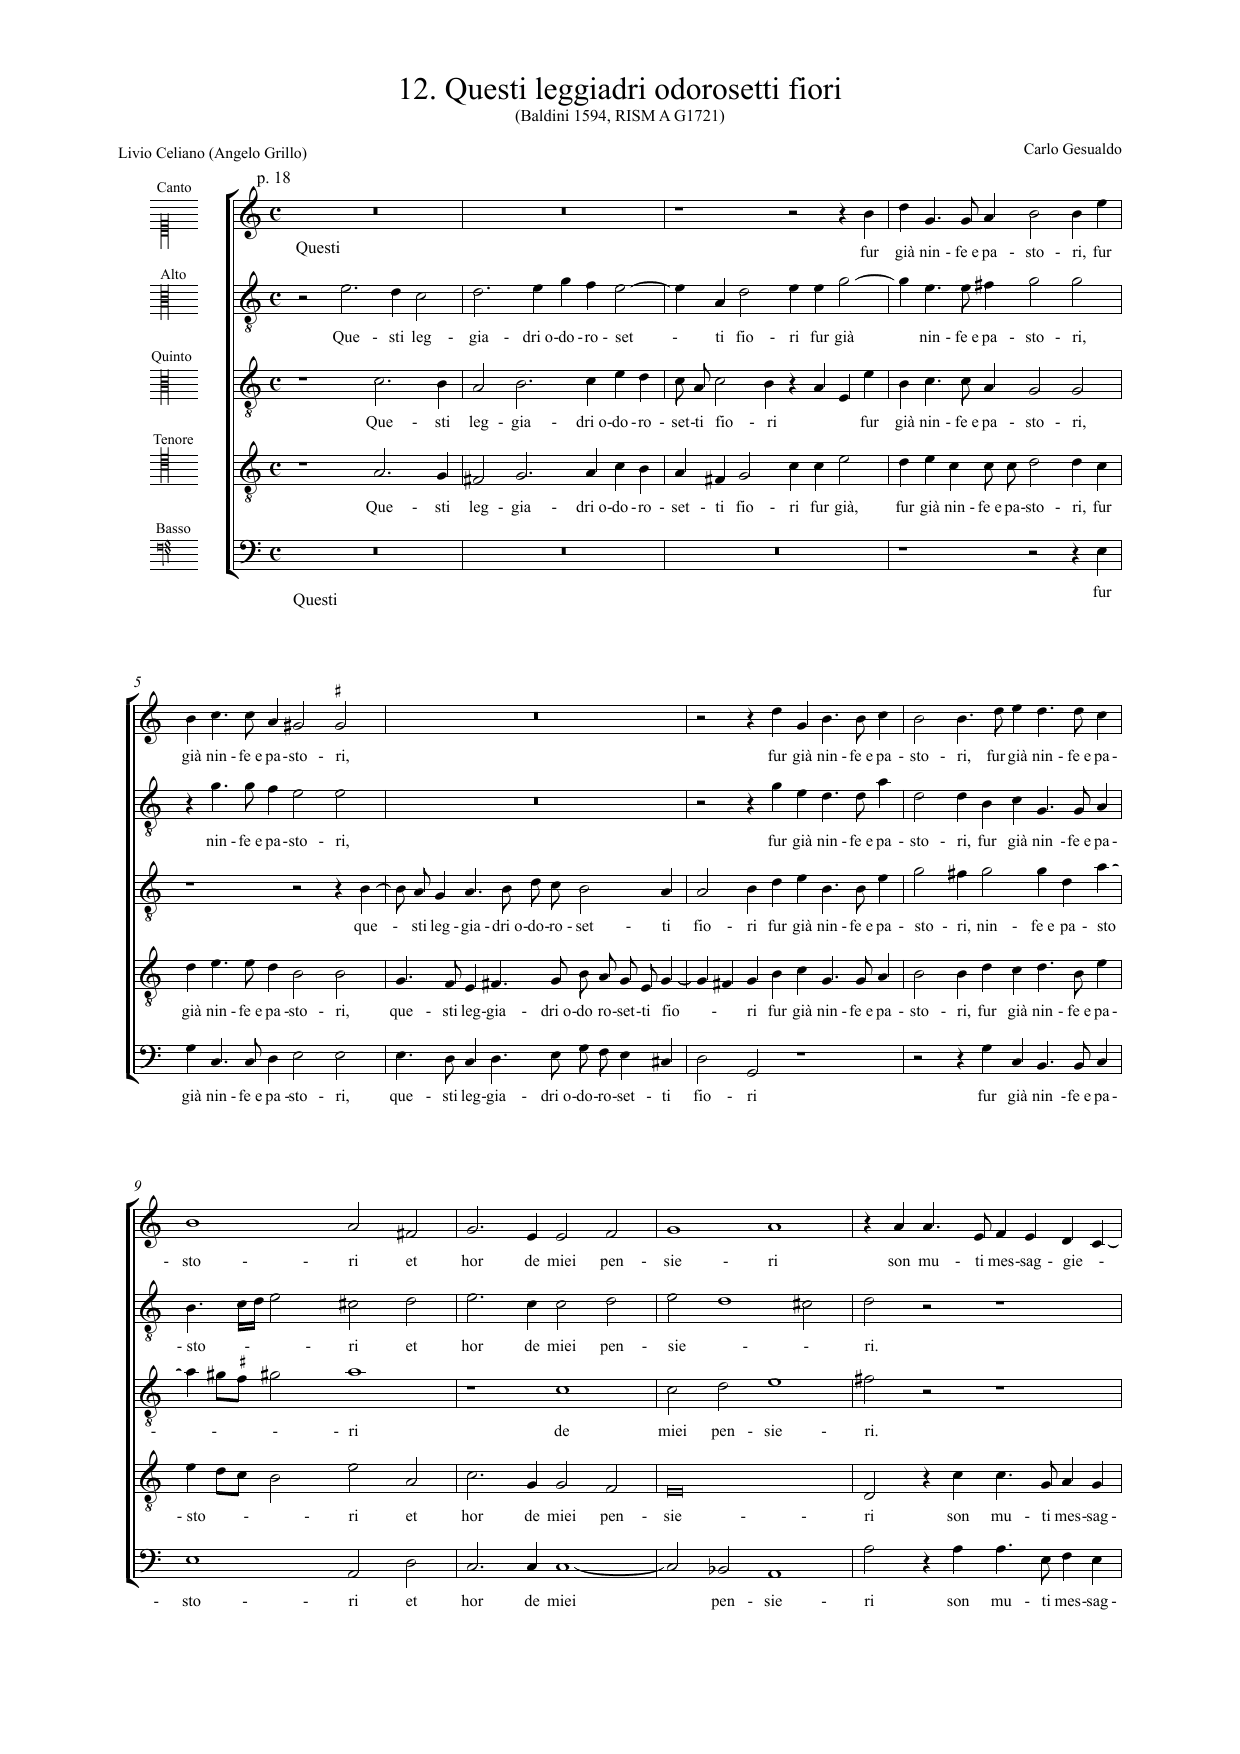 12. Questi leggiadri odorosetti fiori
(Baldini 1594, RISM A G1721)
Livio Celiano (Angelo Grillo)
Carlo Gesualdo
p. 18
Canto
Questi fur già nin - fe e pa - sto - ri, fur
Alto
Que - sti leg - gia - dri o-do-ro - set - ti fio - ri fur già nin - fe e pa - sto - ri,
Quinto
Que - sti leg - gia - dri o-do-ro - set-ti fio - ri fur già nin - fe e pa - sto - ri,
Tenore
Que - sti leg - gia - dri o-do-ro - set - ti fio - ri fur già, fur già nin - fe e pa-sto - ri, fur
Basso
Questi fur
5
già nin - fe e pa-sto - ri, fur già nin - fe e pa - sto - ri, fur già nin - fe e pa -
nin - fe e pa-sto - ri, fur già nin - fe e pa - sto - ri, fur già nin - fe e pa -
que - sti leg - gia - dri o-do-ro - set - ti fio - ri fur già nin - fe e pa - sto - ri, nin - fe e pa - sto
già nin - fe e pa-sto - ri, que - sti leg-gia - dri o-do ro-set-ti fio - ri fur già nin - fe e pa - sto - ri, fur già nin - fe e pa -
già nin - fe e pa -sto - ri, que - sti leg-gia - dri o-do-ro-set - ti fio - ri fur già nin - fe e pa -
9
- sto - - ri et hor de miei pen - sie - ri son mu - ti mes-sag - gie -
- sto - - ri et hor de miei pen - sie - - ri.
- - - ri de miei pen - sie - ri.
- sto - - ri et hor de miei pen - sie - - ri son mu - ti mes-sag -
- sto - - ri et hor de miei pen - sie - ri son mu - ti mes-sag -